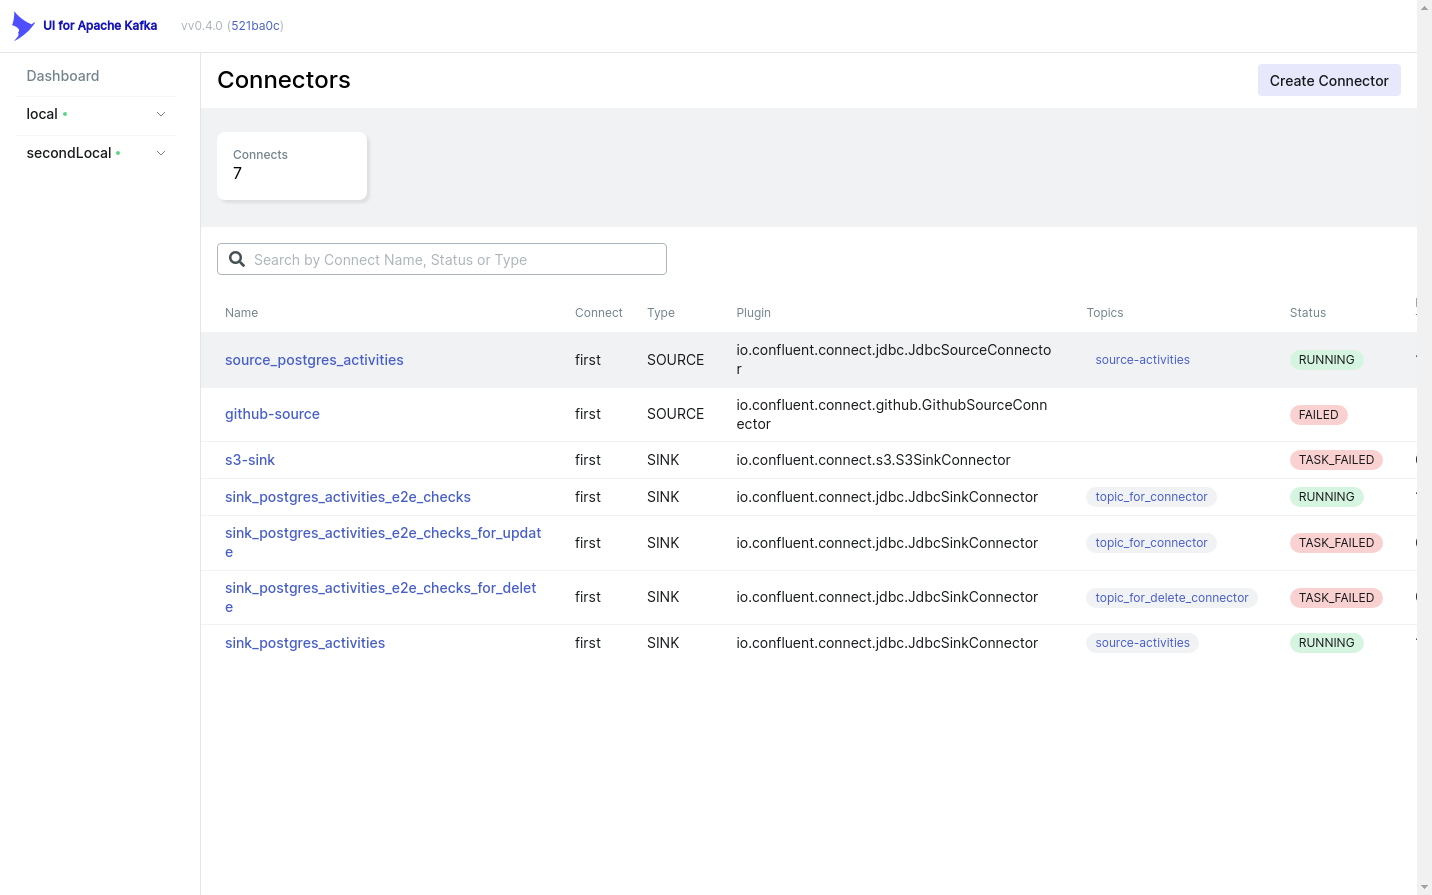 UI for Apache Kafka vv0.4.0 (521ba0c)
Dashboard
local
secondLocal
Connectors
Create Connector
Connects
7
Search by Connect Name, Status or Type
Name Connect Type Plugin Topics Status
source_postgres_activities first SOURCE io.confluent.connect.jdbc.JdbcSourceConnecto
r source-activities RUNNING
github-source first SOURCE io.confluent.connect.github.GithubSourceConn
ector FAILED
s3-sink first SINK io.confluent.connect.s3.S3SinkConnector TASK_FAILED
sink_postgres_activities_e2e_checks first SINK io.confluent.connect.jdbc.JdbcSinkConnector topic_for_connector RUNNING
sink_postgres_activities_e2e_checks_for_updat
e first SINK io.confluent.connect.jdbc.JdbcSinkConnector topic_for_connector TASK_FAILED
sink_postgres_activities_e2e_checks_for_delet
e first SINK io.confluent.connect.jdbc.JdbcSinkConnector topic_for_delete_connector TASK_FAILED
sink_postgres_activities first SINK io.confluent.connect.jdbc.JdbcSinkConnector source-activities RUNNING